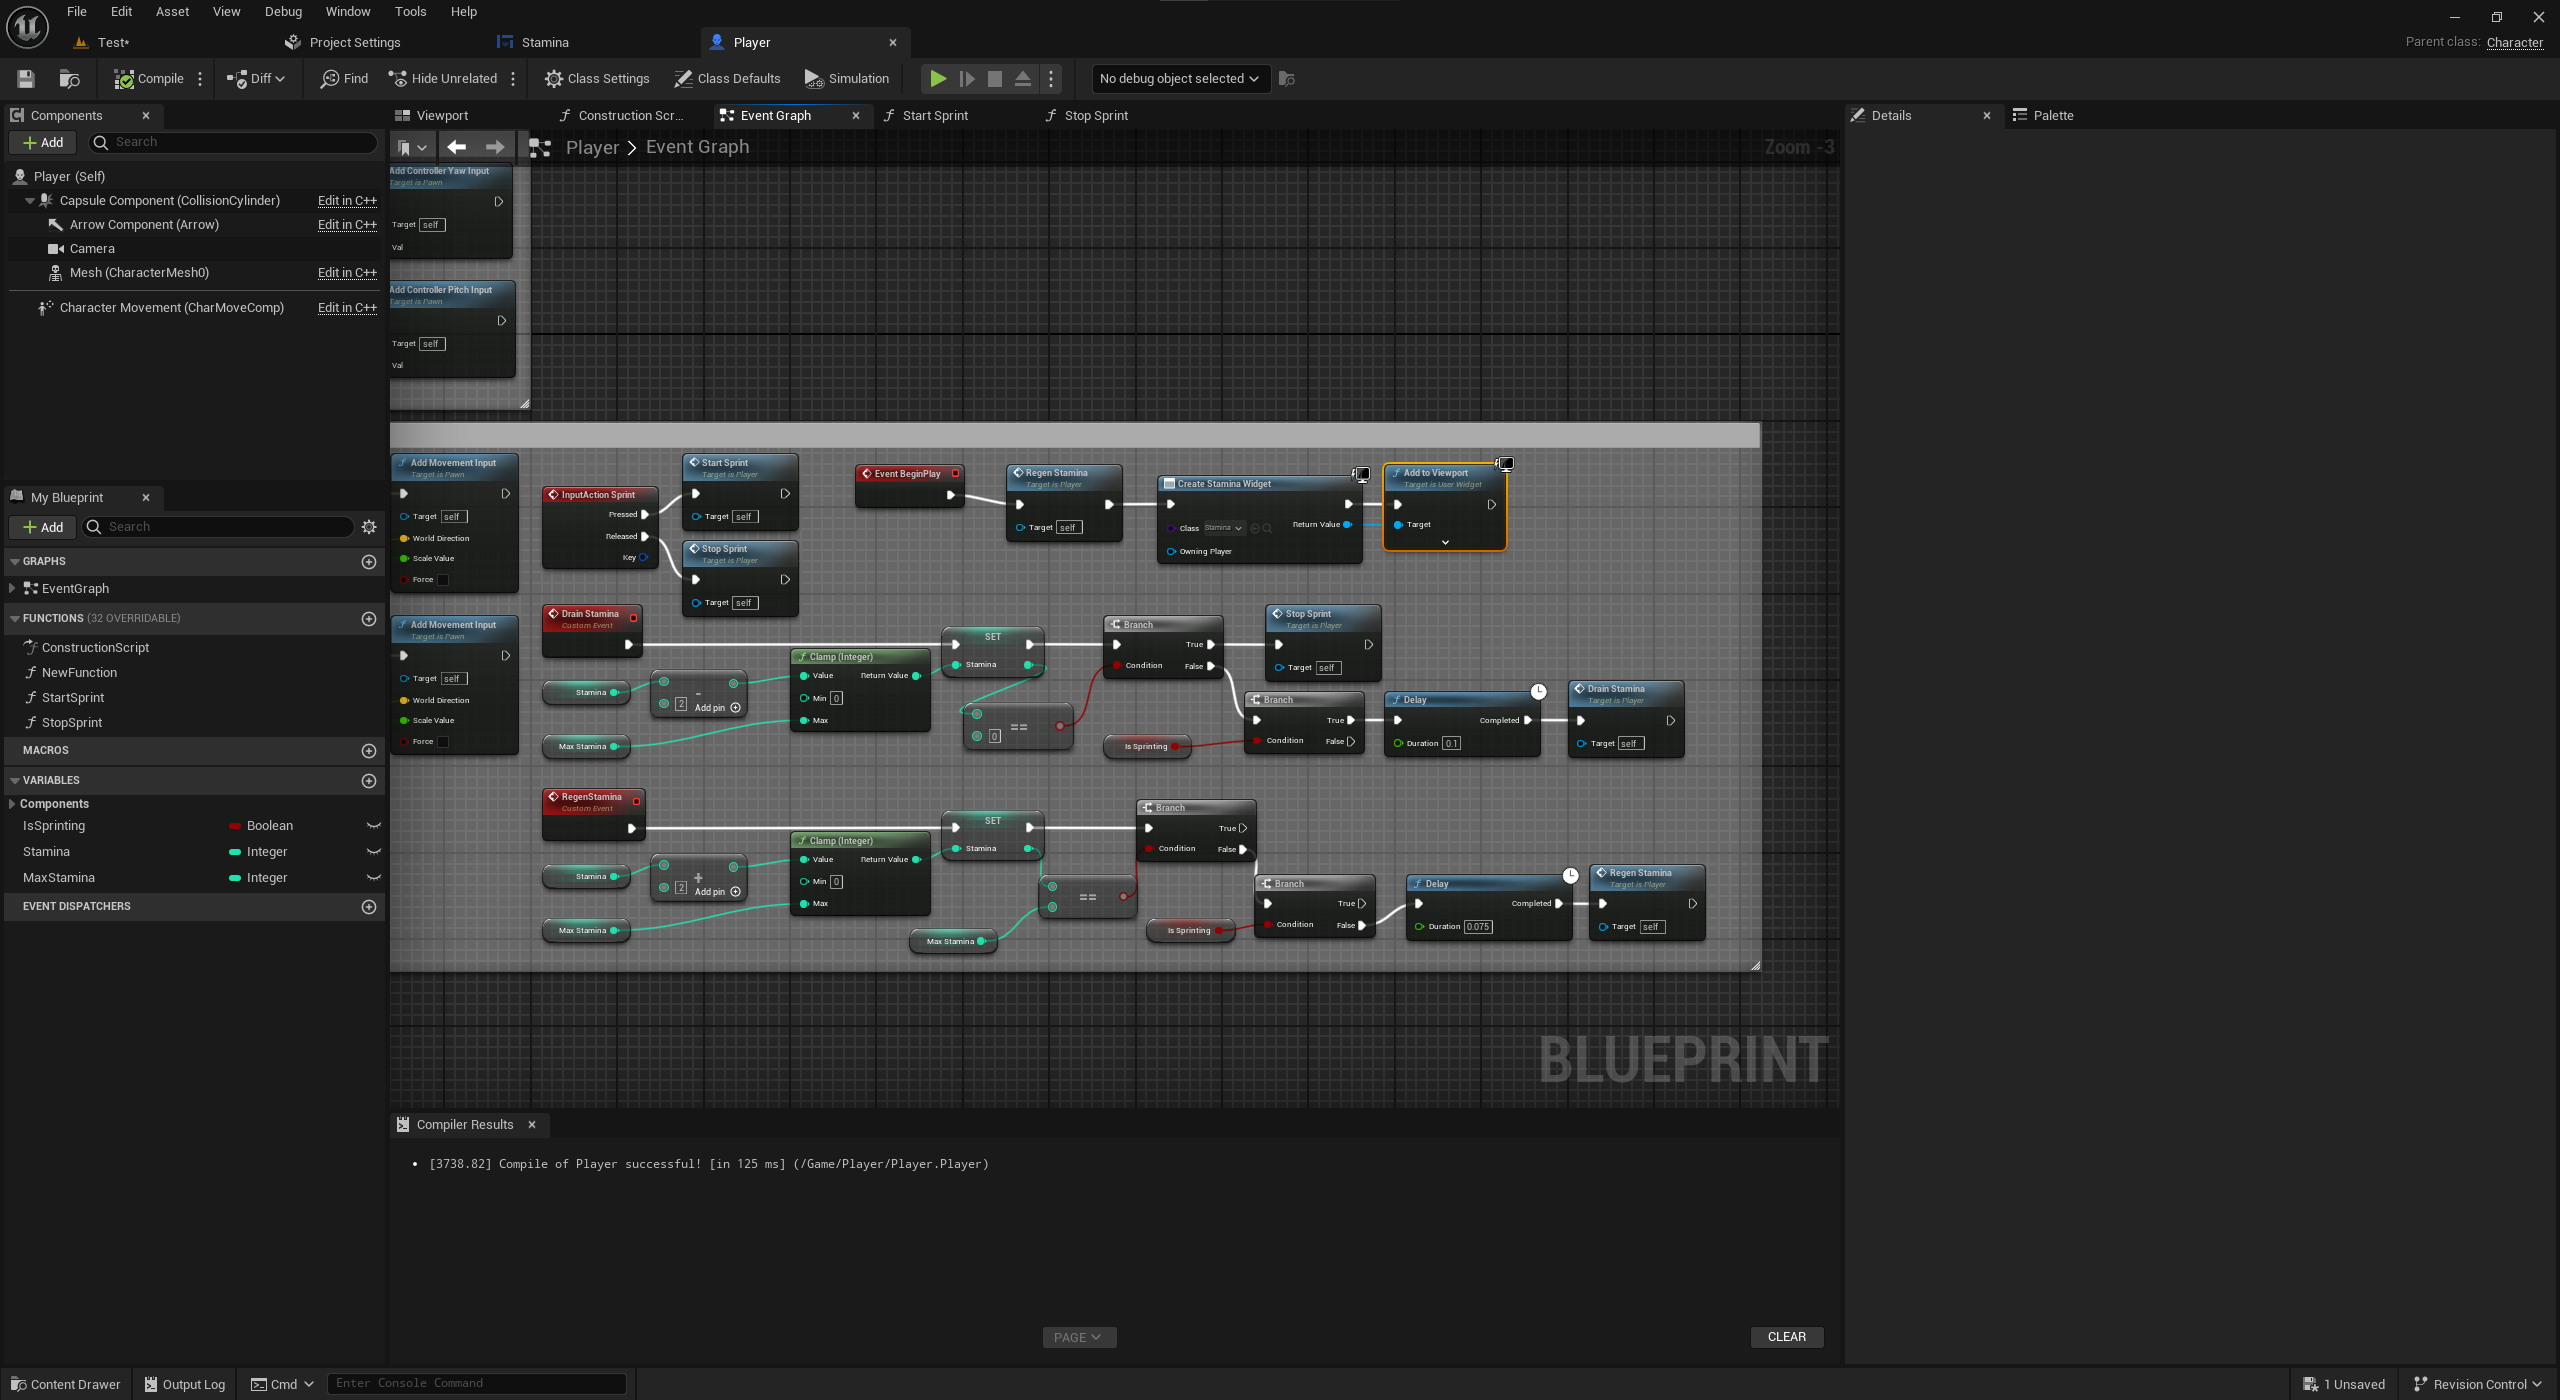 File Edit Asset View Debug Window Tools Help
Test* Project Settings Stamina Player
Parent class: Character
Compile Diff Find Hide Unrelated Class Settings Class Defaults Simulation No debug object selected
Components
Add Search
Player (Self)
Capsule Component (CollisionCylinder) Edit in C++
Arrow Component (Arrow) Edit in C++
Camera
Mesh (CharacterMesh0) Edit in C++
Character Movement (CharMoveComp) Edit in C++
My Blueprint
Add Search
GRAPHS
EventGraph
FUNCTIONS (32 OVERRIDABLE)
ConstructionScript
NewFunction
StartSprint
StopSprint
MACROS
VARIABLES
Components
IsSprinting Boolean
Stamina Integer
MaxStamina Integer
EVENT DISPATCHERS
Viewport Construction Scr... Event Graph Start Sprint Stop Sprint
Player > Event Graph
Zoom -3
Add Controller Yaw Input
Target is Pawn
Target self
Val
Add Controller Pitch Input
Target is Pawn
Target self
Val
Add Movement Input
Target is Pawn
Target self
World Direction
Scale Value
Force
Add Movement Input
Target is Pawn
Target self
World Direction
Scale Value
Force
InputAction Sprint
Pressed
Released
Key
Start Sprint
Target is Player
Target self
Stop Sprint
Target is Player
Target self
Event BeginPlay
Regen Stamina
Target is Player
Target self
Create Stamina Widget
Class Stamina Return Value
Owning Player
Add to Viewport
Target is User Widget
Target
Drain Stamina
Custom Event
Stamina
- 
2 Add pin
Max Stamina
Clamp (Integer)
Value Return Value
Min 0
Max
SET
Stamina
==
0
Branch
True
Condition False
Stop Sprint
Target is Player
Target self
Is Sprinting
Branch
True
Condition False
Delay
Completed
Duration 0.1
Drain Stamina
Target is Player
Target self
RegenStamina
Custom Event
Stamina
+
2 Add pin
Max Stamina
Clamp (Integer)
Value Return Value
Min 0
Max
SET
Stamina
==
Max Stamina
Branch
True
Condition False
Is Sprinting
Branch
True
Condition False
Delay
Completed
Duration 0.075
Regen Stamina
Target is Player
Target self
BLUEPRINT
Compiler Results
• [3738.82] Compile of Player successful! [in 125 ms] (/Game/Player/Player.Player)
PAGE
CLEAR
Details Palette
Content Drawer Output Log Cmd Enter Console Command 1 Unsaved Revision Control